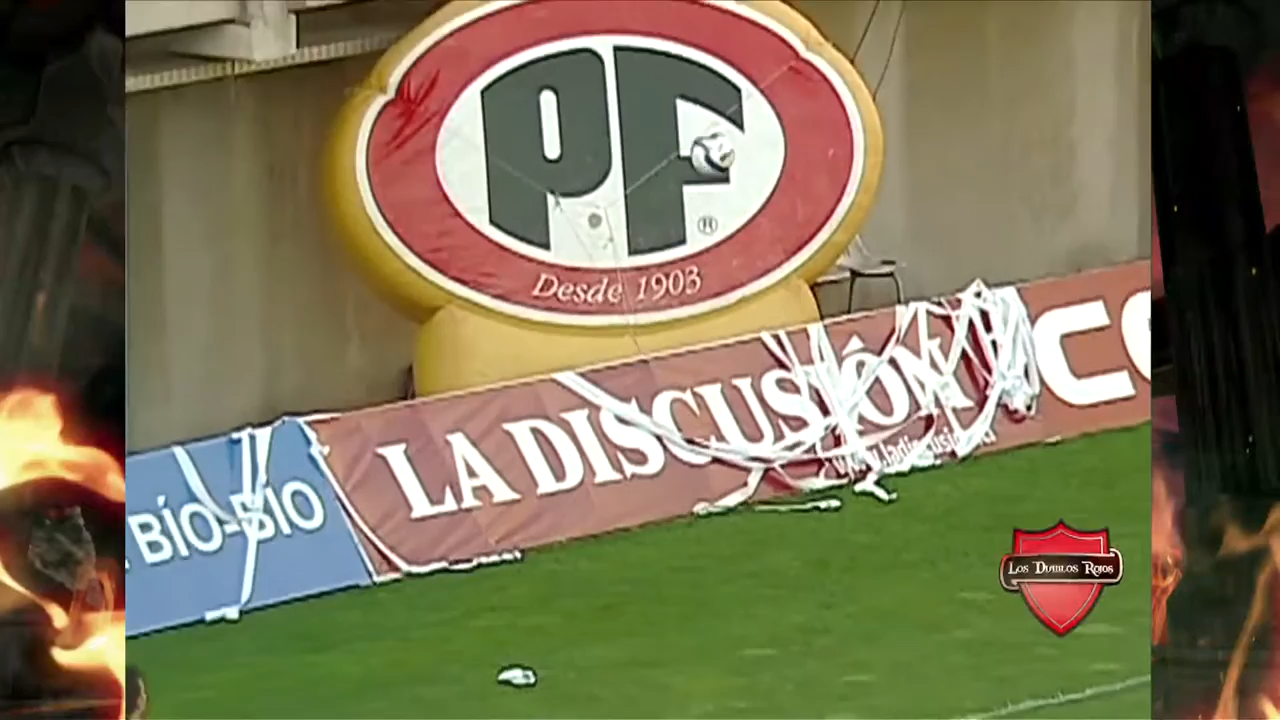 PF
®
Desde 1903
LA DISCUSIÓN
BÍO-BÍO
LOS DIABLOS ROJOS